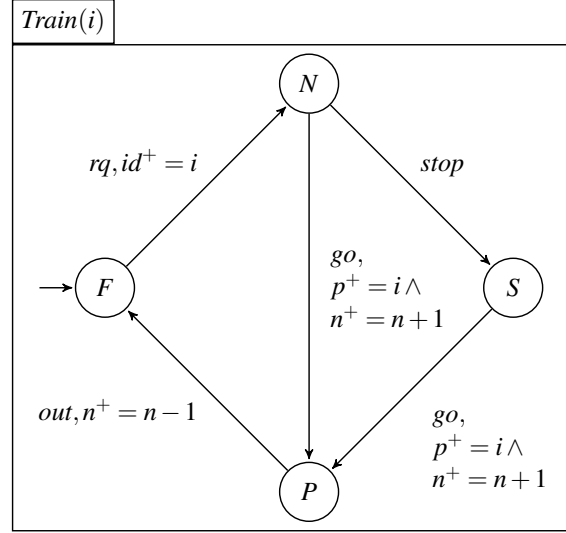 Train(i)
N
rq, id⁺ = i
stop
go,
p⁺ = i ∧
n⁺ = n + 1
F
S
out, n⁺ = n − 1
go,
p⁺ = i ∧
n⁺ = n + 1
P